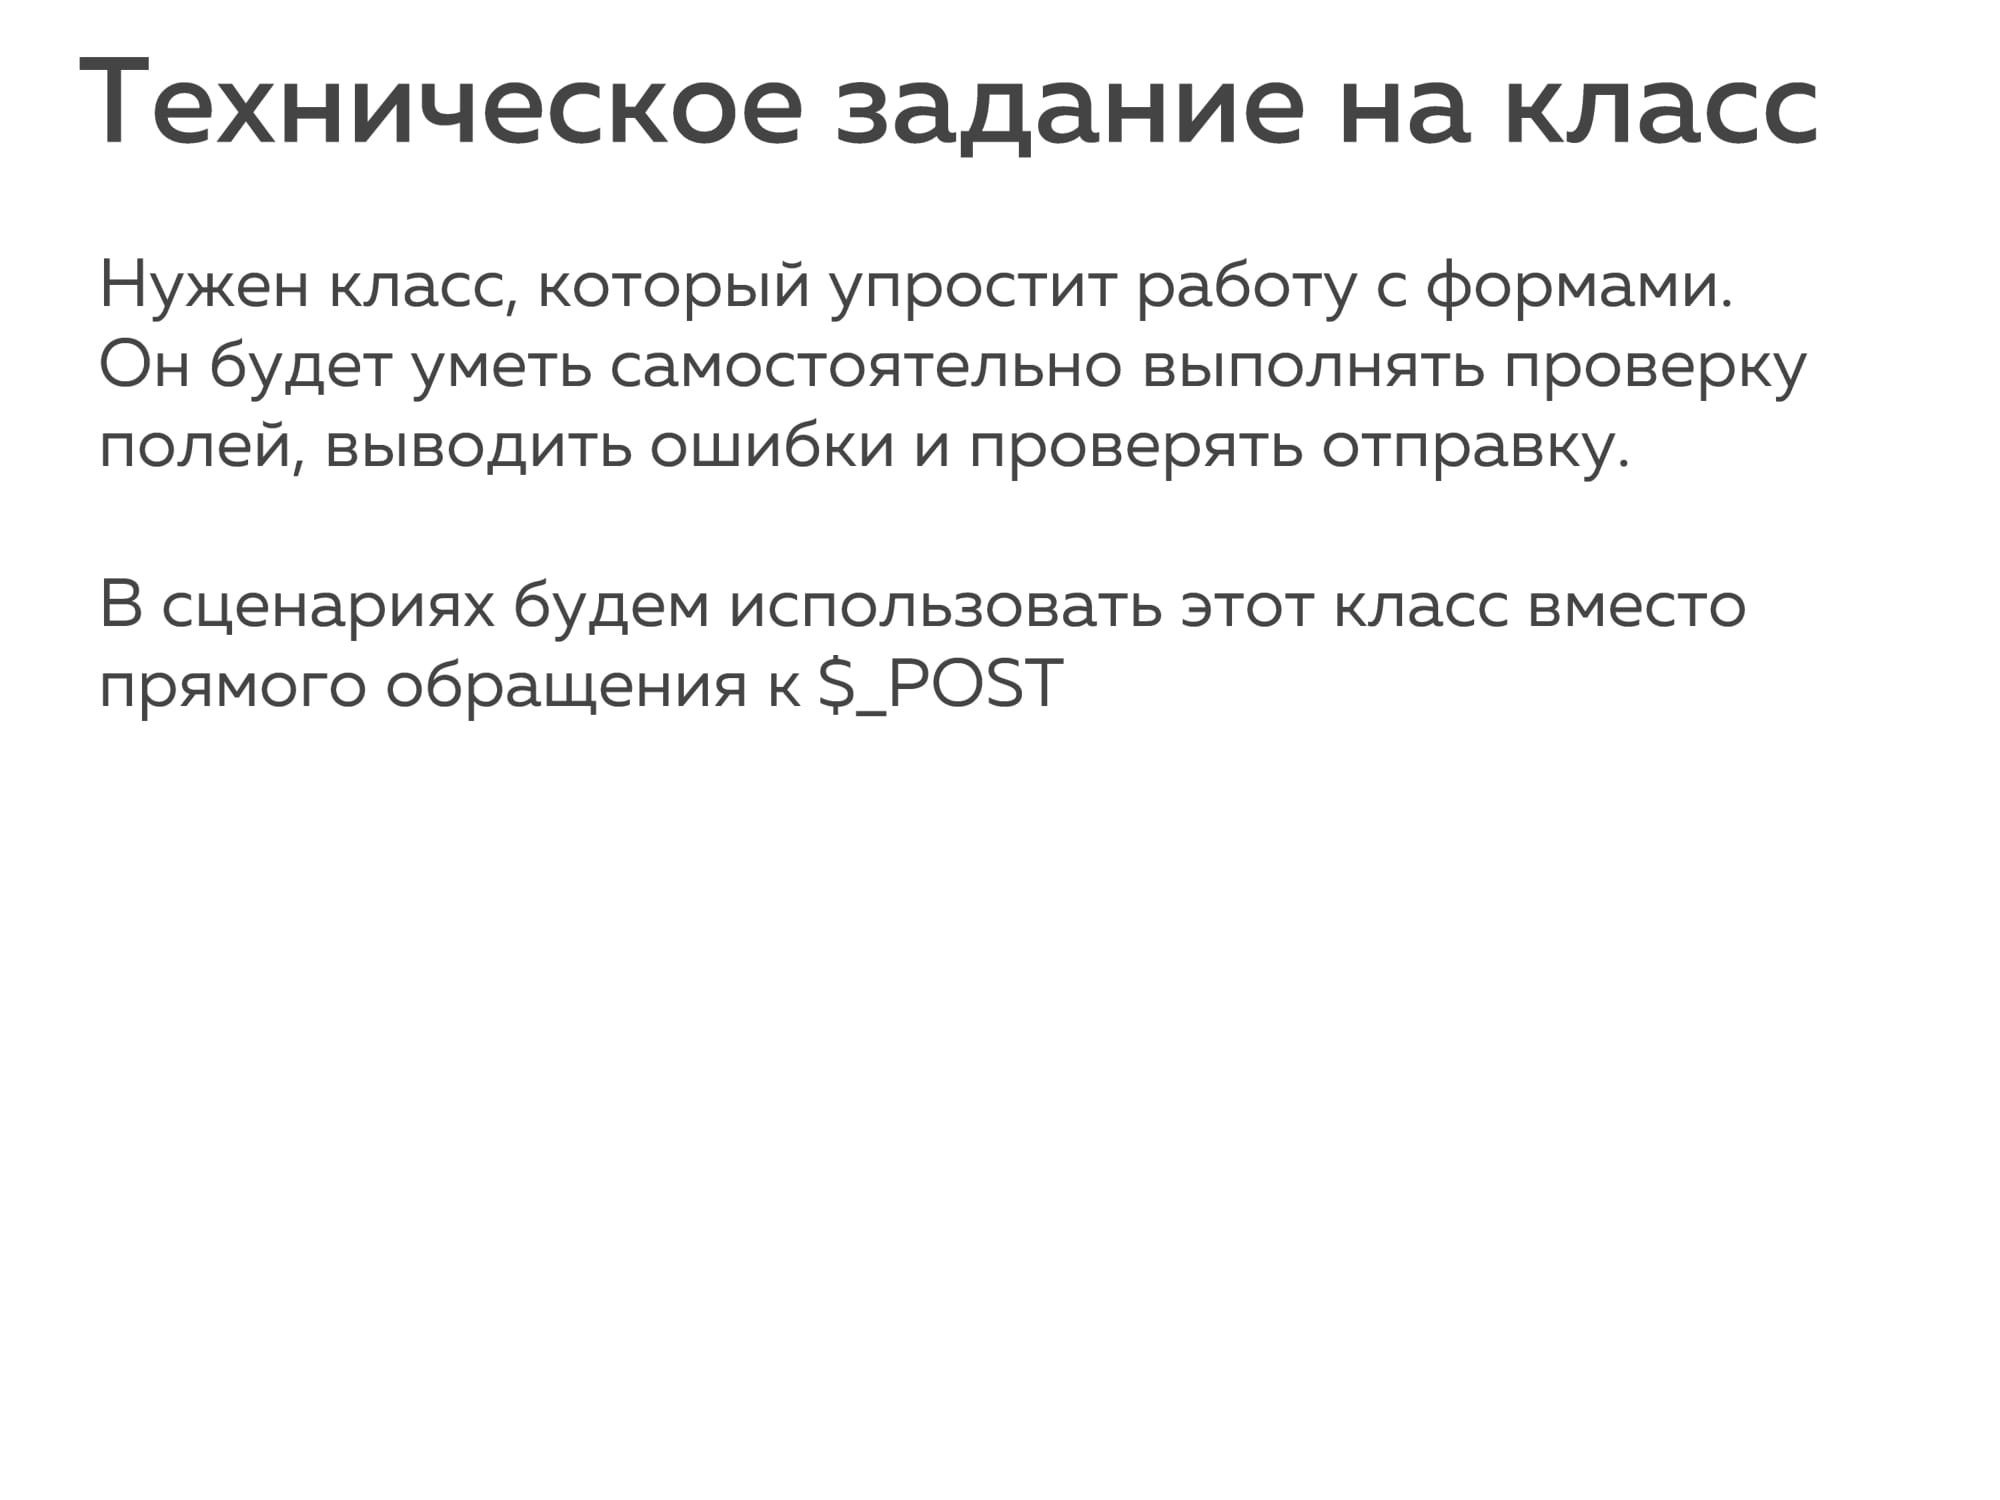 Техническое задание на класс
Нужен класс, который упростит работу с формами.
Он будет уметь самостоятельно выполнять проверку
полей, выводить ошибки и проверять отправку.
В сценариях будем использовать этот класс вместо
прямого обращения к $_POST